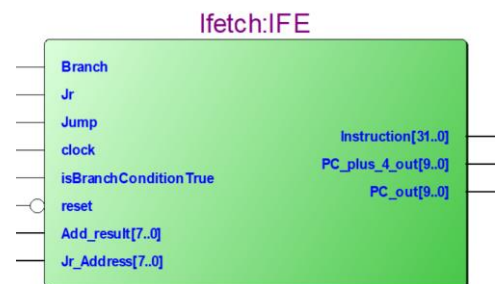 Ifetch:IFE
Branch
Jr
Jump
clock
isBranchConditionTrue
reset
Add_result[7..0]
Jr_Address[7..0]
Instruction[31..0]
PC_plus_4_out[9..0]
PC_out[9..0]